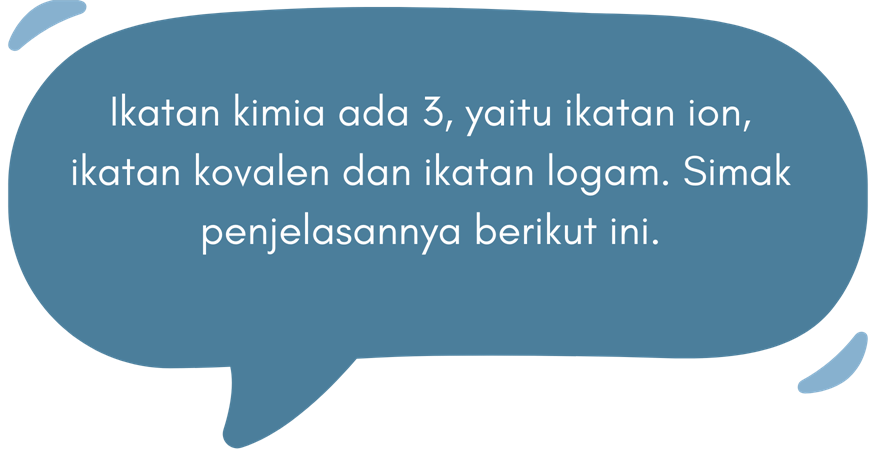 Ikatan kimia ada 3, yaitu ikatan ion,
ikatan kovalen dan ikatan logam. Simak
penjelasannya berikut ini.